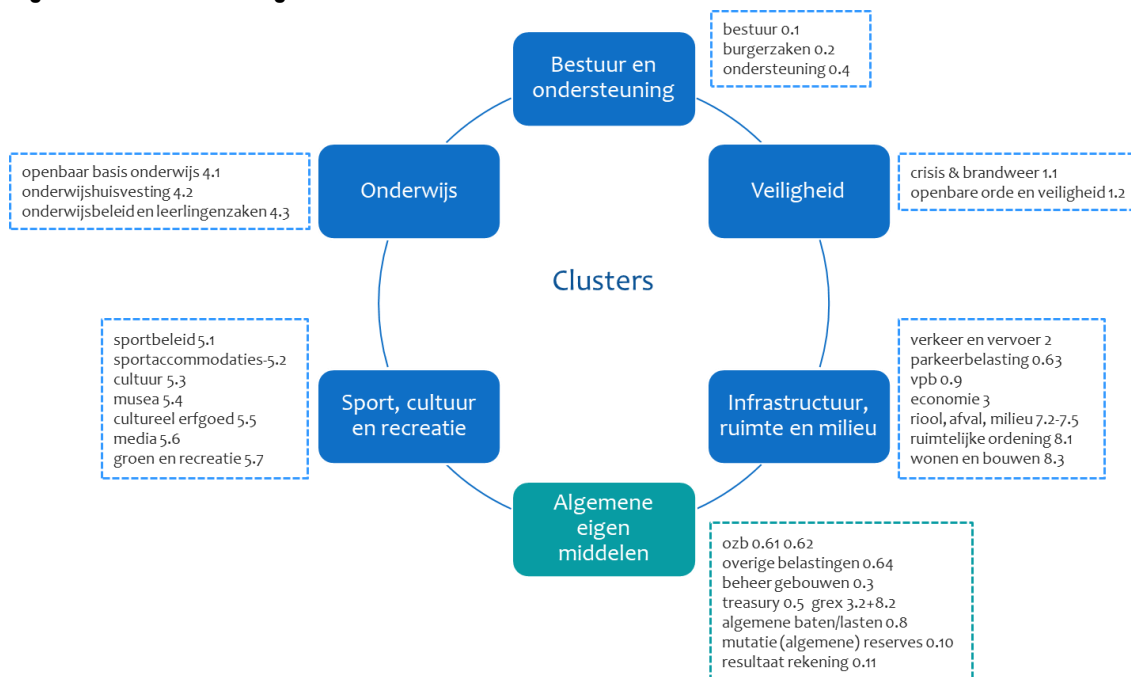 Bestuur en
ondersteuning
bestuur 0.1
burgerzaken 0.2
ondersteuning 0.4
openbaar basis onderwijs 4.1
onderwijshuisvesting 4.2
onderwijsbeleid en leerlingenzaken 4.3
Onderwijs
Veiligheid
crisis & brandweer 1.1
openbare orde en veiligheid 1.2
Clusters
sportbeleid 5.1
sportaccommodaties-5.2
cultuur 5.3
musea 5.4
cultureel erfgoed 5.5
media 5.6
groen en recreatie 5.7
Sport, cultuur
en recreatie
Infrastructuur,
ruimte en milieu
verkeer en vervoer 2
parkeerbelasting 0.63
vpb 0.9
economie 3
riool, afval, milieu 7.2-7.5
ruimtelijke ordening 8.1
wonen en bouwen 8.3
Algemene
eigen
middelen
ozb 0.61 0.62
overige belastingen 0.64
beheer gebouwen 0.3
treasury 0.5 grex 3.2+8.2
algemene baten/lasten 0.8
mutatie (algemene) reserves 0.10
resultaat rekening 0.11